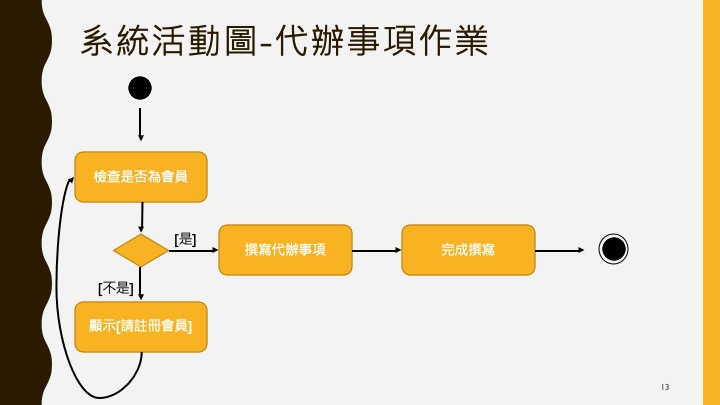 系統活動圖-代辦事項作業
檢查是否為會員
[是]
撰寫代辦事項
完成撰寫
[不是]
顯示[請註冊會員]
13